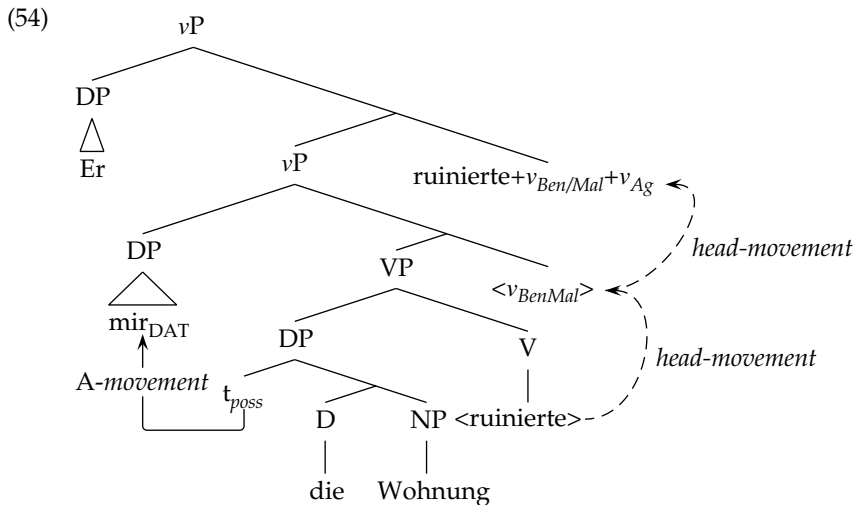 (54)
vP
DP
Er
vP
ruinierte+vBen/Mal+vAg
head-movement
DP
VP
<vBenMal>
mirDAT
DP
V
head-movement
A-movement
tposs
D
NP
<ruinierte>
die
Wohnung